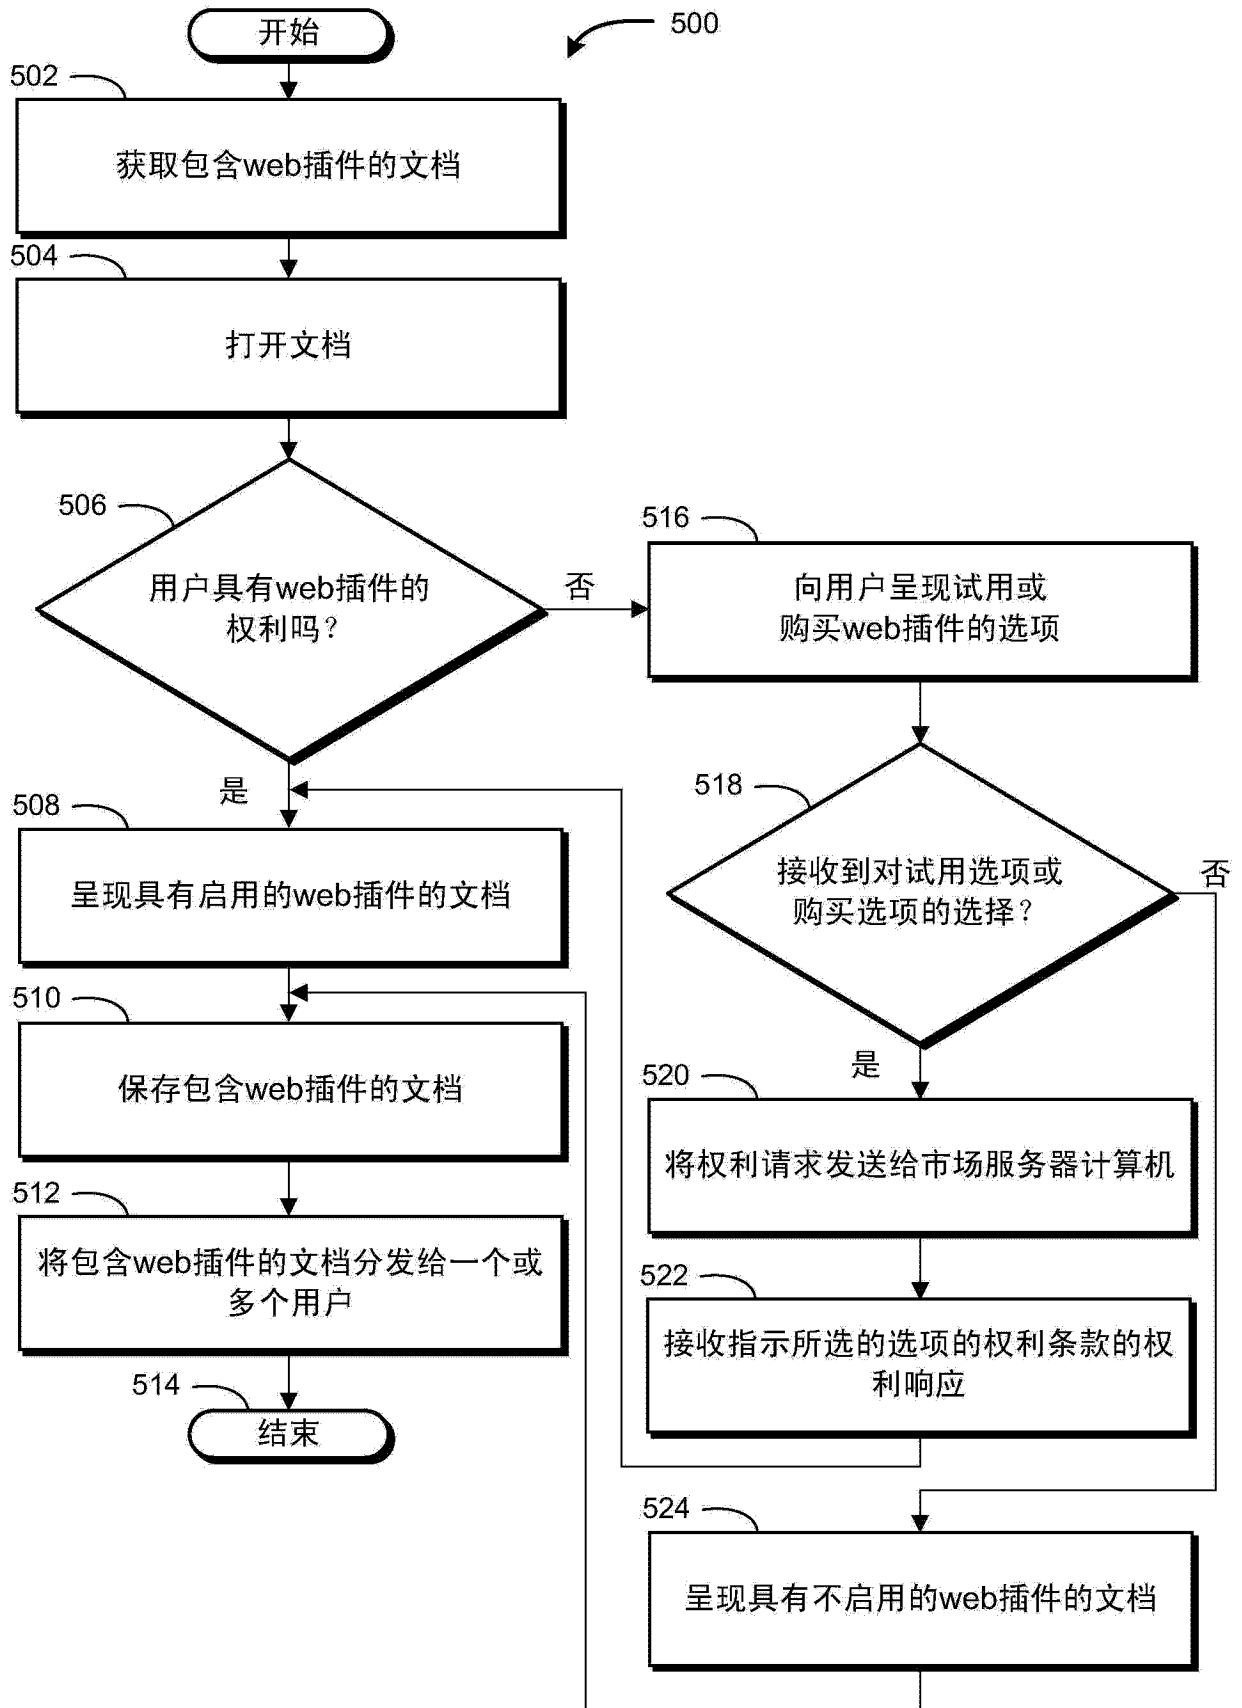 开始
500
502
获取包含web插件的文档
504
打开文档
506
用户具有web插件的
权利吗？
否
516
向用户呈现试用或
购买web插件的选项
是
518
接收到对试用选项或
购买选项的选择？
否
508
呈现具有启用的web插件的文档
510
保存包含web插件的文档
是
520
将权利请求发送给市场服务器计算机
512
将包含web插件的文档分发给一个或
多个用户
522
接收指示所选的选项的权利条款的权
利响应
514
结束
524
呈现具有不启用的web插件的文档